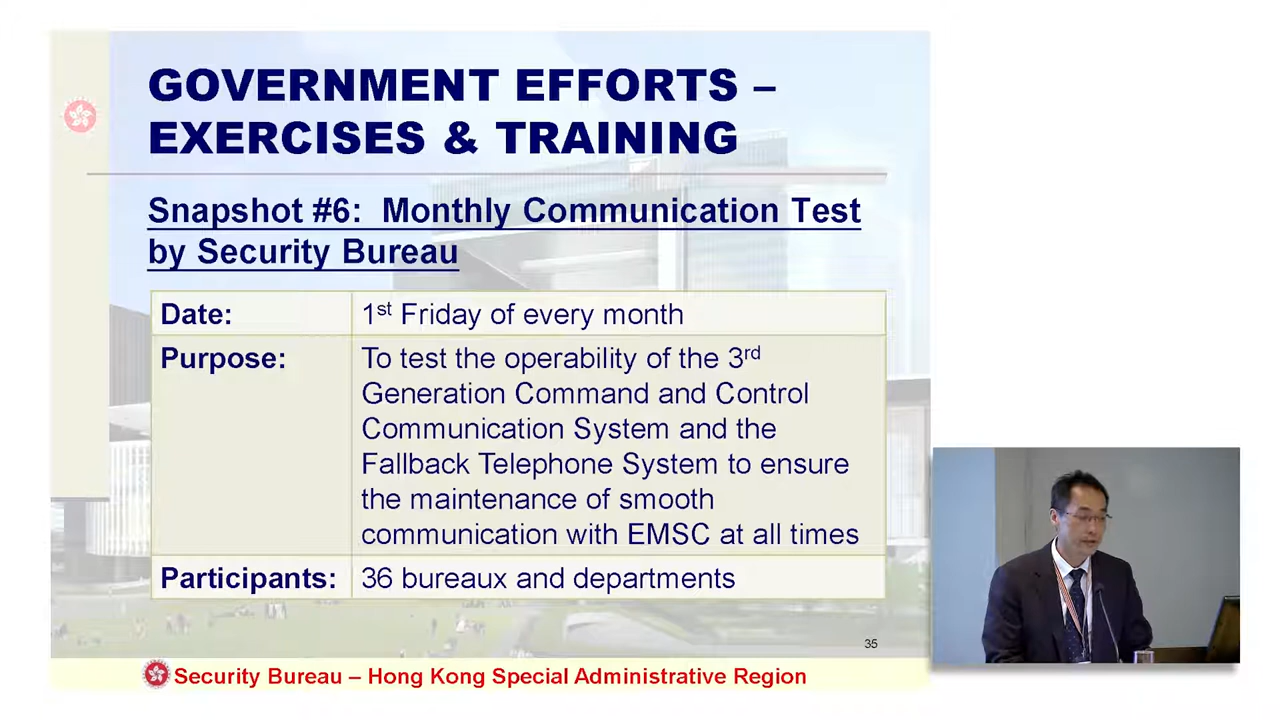 GOVERNMENT EFFORTS –
EXERCISES & TRAINING
Snapshot #6: Monthly Communication Test
by Security Bureau
Date: 1st Friday of every month
Purpose: To test the operability of the 3rd
Generation Command and Control
Communication System and the
Fallback Telephone System to ensure
the maintenance of smooth
communication with EMSC at all times
Participants: 36 bureaux and departments
35
Security Bureau – Hong Kong Special Administrative Region